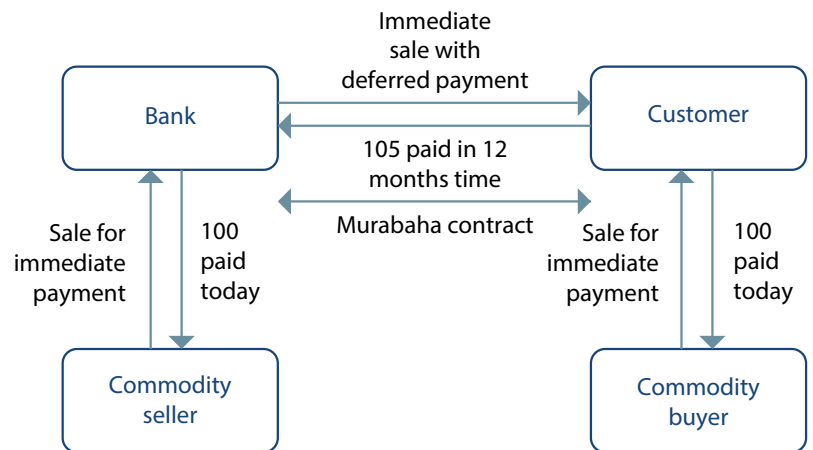 Immediate
sale with
deferred payment
Bank
Customer
105 paid in 12
months time
Murabaha contract
Sale for
immediate
payment
100
paid
today
Sale for
immediate
payment
100
paid
today
Commodity
seller
Commodity
buyer